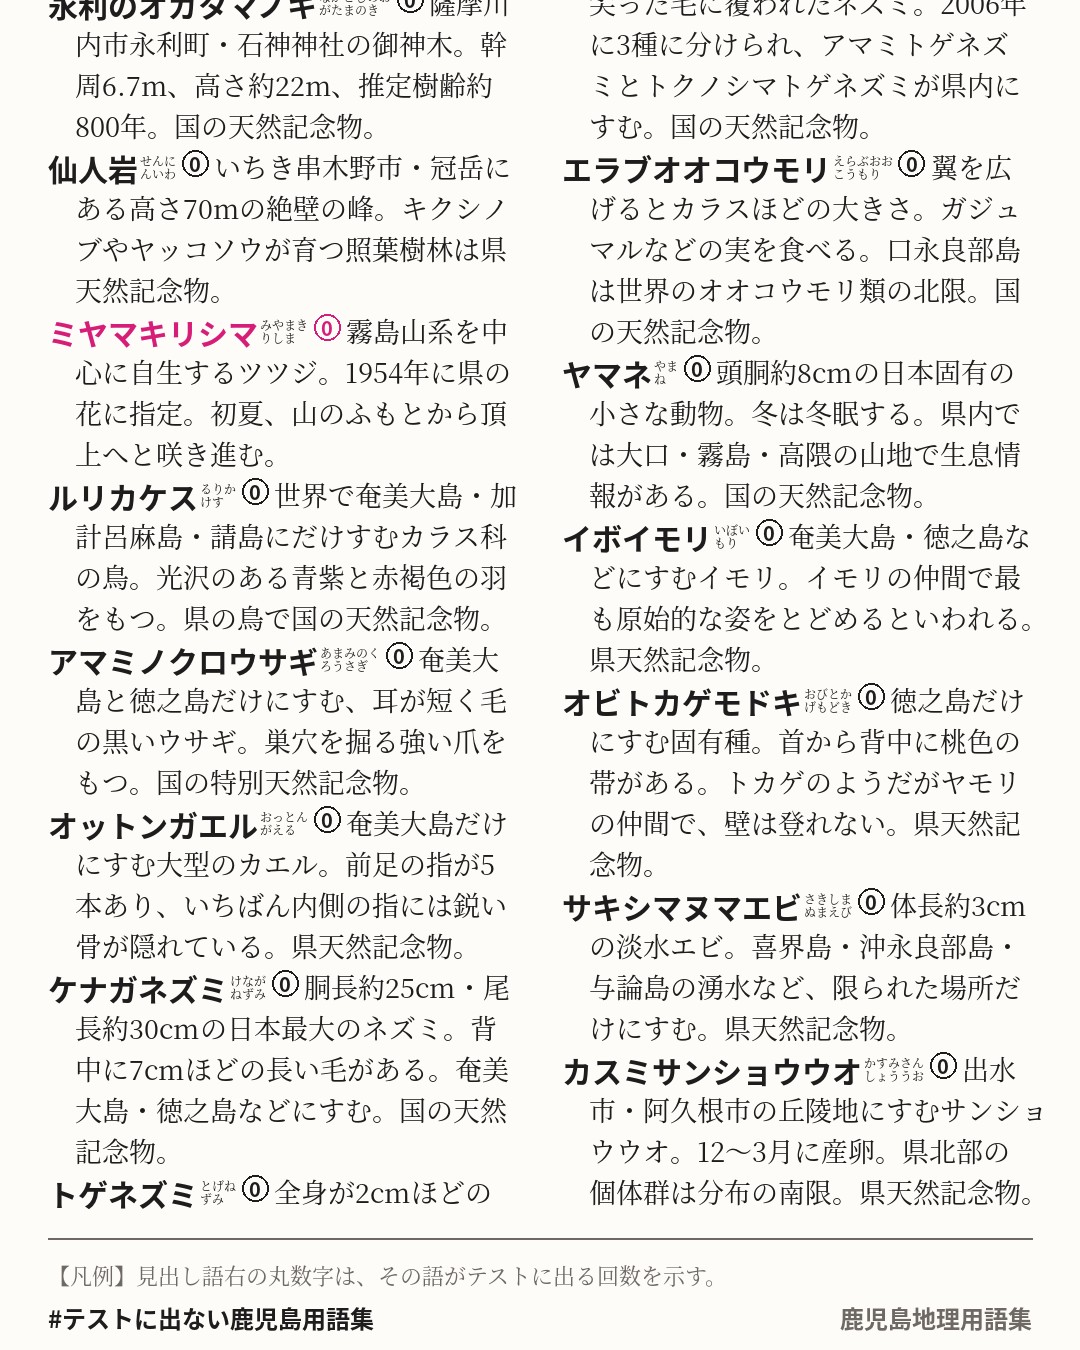 永利のオガタマノキ ⓪ 薩摩川
内市永利町・石神神社の御神木。幹
周6.7m、高さ約22m、推定樹齢約
800年。国の天然記念物。
仙人岩 せんにんいわ ⓪ いちき串木野市・冠岳に
ある高さ70mの絶壁の峰。キクシノ
ブやヤッコソウが育つ照葉樹林は県
天然記念物。
ミヤマキリシマ みやまきりしま ⓪ 霧島山系を中
心に自生するツツジ。1954年に県の
花に指定。初夏、山のふもとから頂
上へと咲き進む。
ルリカケス るりかけす ⓪ 世界で奄美大島・加
計呂麻島・請島にだけすむカラス科
の鳥。光沢のある青紫と赤褐色の羽
をもつ。県の鳥で国の天然記念物。
アマミノクロウサギ あまみのくろうさぎ ⓪ 奄美大
島と徳之島だけにすむ、耳が短く毛
の黒いウサギ。巣穴を掘る強い爪を
もつ。国の特別天然記念物。
オットンガエル おっとんがえる ⓪ 奄美大島だけ
にすむ大型のカエル。前足の指が5
本あり、いちばん内側の指には鋭い
骨が隠れている。県天然記念物。
ケナガネズミ けながねずみ ⓪ 胴長約25cm・尾
長約30cmの日本最大のネズミ。背
中に7cmほどの長い毛がある。奄美
大島・徳之島などにすむ。国の天然
記念物。
トゲネズミ とげねずみ ⓪ 全身が2cmほどの
尖った毛に覆われたネズミ。2006年
に3種に分けられ、アマミトゲネズ
ミとトクノシマトゲネズミが県内に
すむ。国の天然記念物。
エラブオオコウモリ えらぶおおこうもり ⓪ 翼を広
げるとカラスほどの大きさ。ガジュ
マルなどの実を食べる。口永良部島
は世界のオオコウモリ類の北限。国
の天然記念物。
ヤマネ やまね ⓪ 頭胴約8cmの日本固有の
小さな動物。冬は冬眠する。県内で
は大口・霧島・高隈の山地で生息情
報がある。国の天然記念物。
イボイモリ いぼいもり ⓪ 奄美大島・徳之島な
どにすむイモリ。イモリの仲間で最
も原始的な姿をとどめるといわれる。
県天然記念物。
オビトカゲモドキ おびとかげもどき ⓪ 徳之島だけ
にすむ固有種。首から背中に桃色の
帯がある。トカゲのようだがヤモリ
の仲間で、壁は登れない。県天然記
念物。
サキシマヌマエビ さきしまぬまえび ⓪ 体長約3cm
の淡水エビ。喜界島・沖永良部島・
与論島の湧水など、限られた場所だ
けにすむ。県天然記念物。
カスミサンショウウオ かすみさんしょううお ⓪ 出水
市・阿久根市の丘陵地にすむサンショ
ウウオ。12〜3月に産卵。県北部の
個体群は分布の南限。県天然記念物。
【凡例】見出し語右の丸数字は、その語がテストに出る回数を示す。
#テストに出ない鹿児島用語集
鹿児島地理用語集